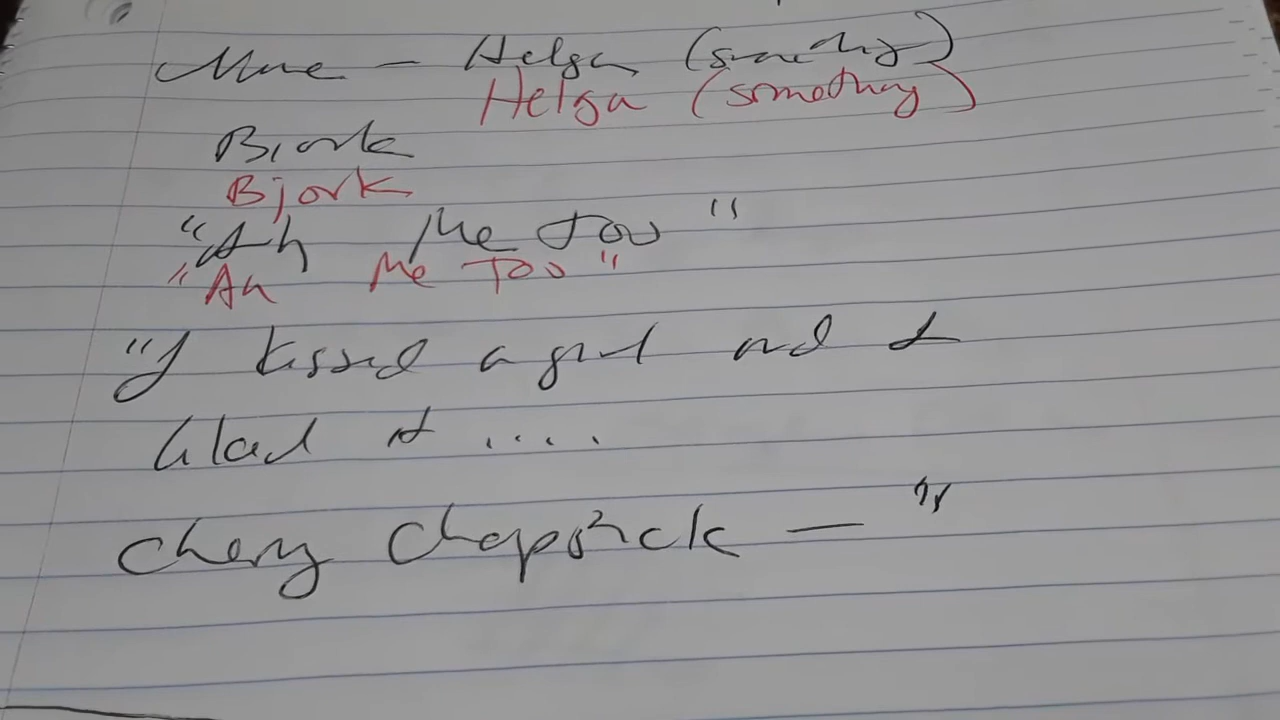 Mine - Helga (something)
Helga (something)
Bjork
Bjork
"Ah Me Too"
"Ah Me Too"
"I kissed a girl and I
liked it ....
Cherry Chapstick - "